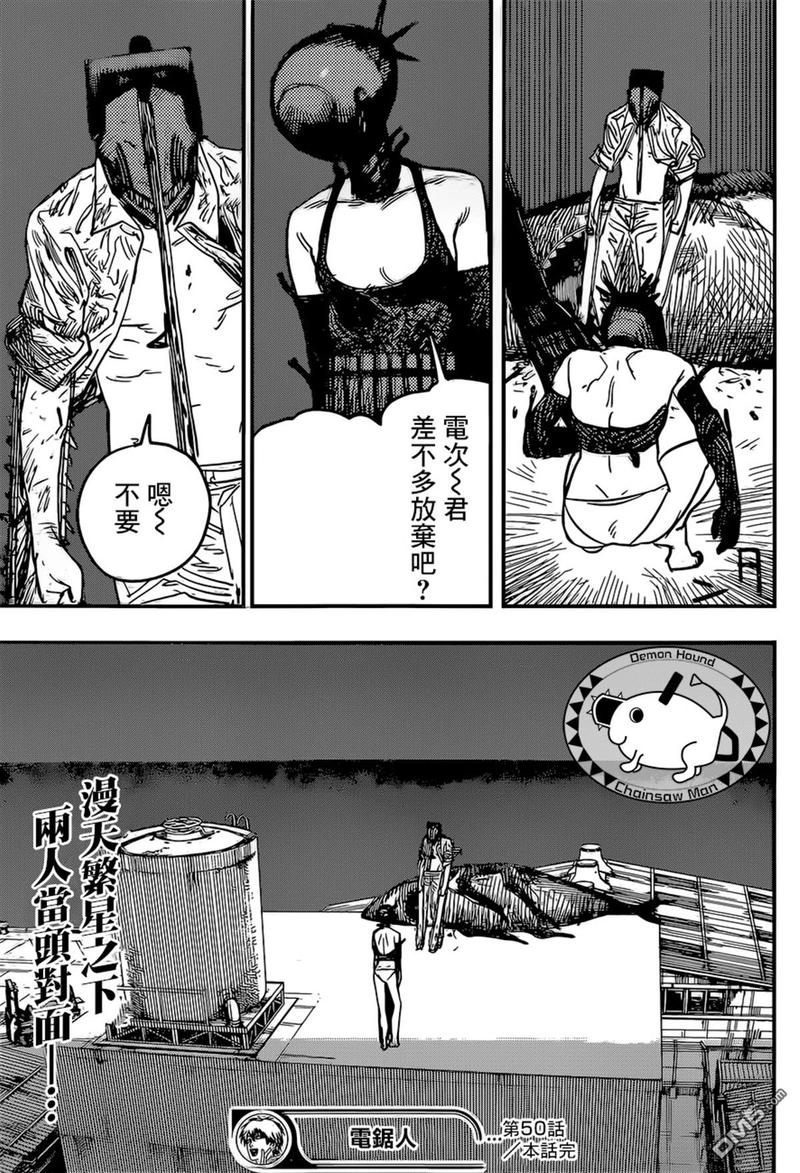 電次~君
差不多放棄吧?
嗯~
不要
Demon Hound
Chainsaw Man
漫天繁星之下
兩人當頭對面——…
電鋸人
…第50話
/本話完
DM5.com